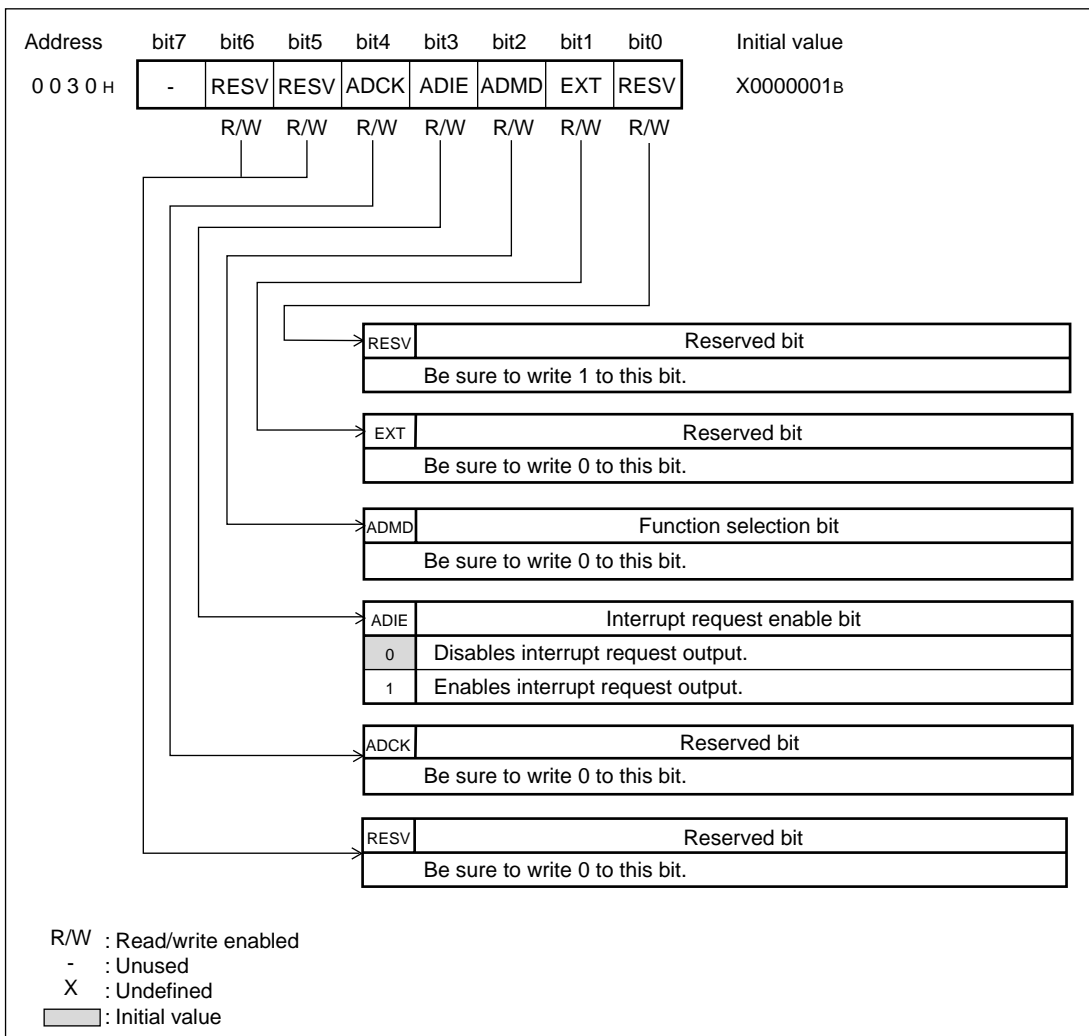 Address bit7 bit6 bit5 bit4 bit3 bit2 bit1 bit0 Initial value
0 0 3 0 H - RESV RESV ADCK ADIE ADMD EXT RESV X0000001B
R/W R/W R/W R/W R/W R/W R/W
RESV Reserved bit
Be sure to write 1 to this bit.
EXT Reserved bit
Be sure to write 0 to this bit.
ADMD Function selection bit
Be sure to write 0 to this bit.
ADIE Interrupt request enable bit
0 Disables interrupt request output.
1 Enables interrupt request output.
ADCK Reserved bit
Be sure to write 0 to this bit.
RESV Reserved bit
Be sure to write 0 to this bit.
R/W : Read/write enabled
- : Unused
X : Undefined
: Initial value